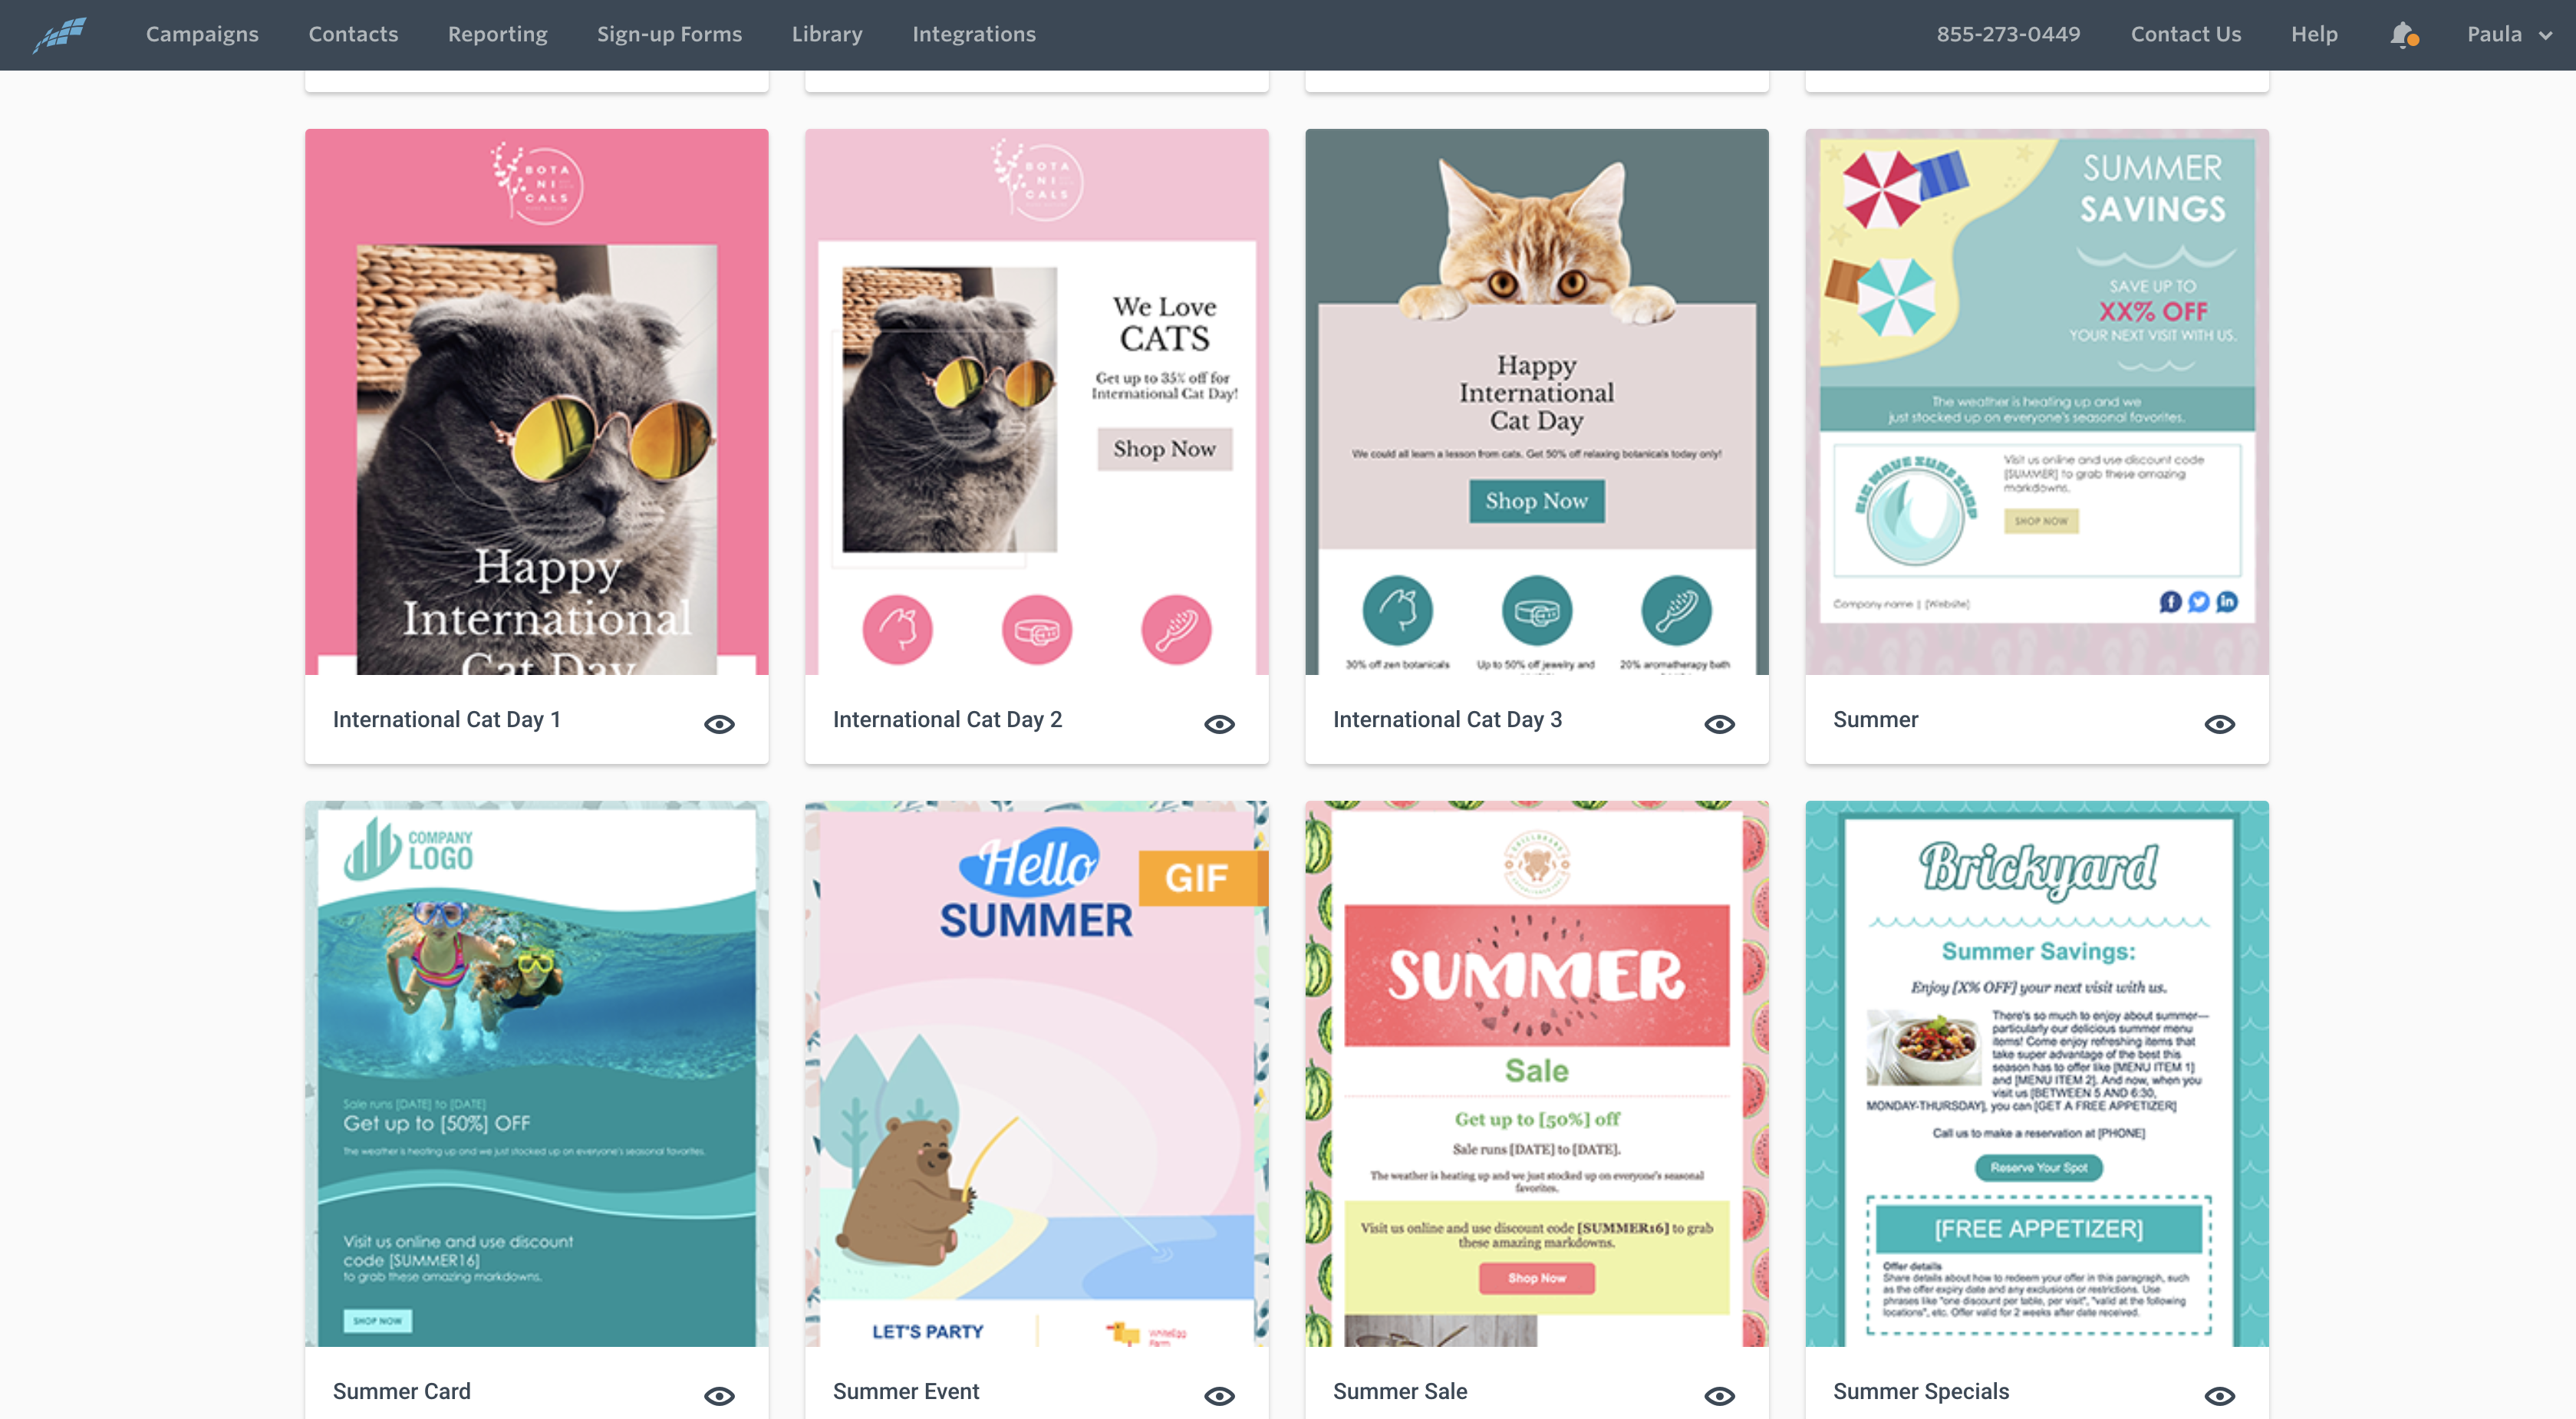 Campaigns
Contacts
Reporting
Sign-up Forms
Library
Integrations
855-273-0449
Contact Us
Help
Paula
BOTA
NI
CALS
Happy
International
Cat Day
International Cat Day 1
BOTA
NI
CALS
We Love
CATS
Get up to 35% off for
International Cat Day!
Shop Now
International Cat Day 2
Happy
International
Cat Day
We could all learn a lesson from cats. Get 50% off relaxing botanicals today only!
Shop Now
30% off zen botanicals
Up to 50% off jewelry and
20% aromatherapy bath
International Cat Day 3
SUMMER
SAVINGS
SAVE UP TO
XX% OFF
YOUR NEXT VISIT WITH US.
The weather is heating up and we
just stocked up on everyone's seasonal favorites.
BIG WAVE SURF SHOP
Visit us online and use discount code
[SUMMER] to grab these amazing
markdowns.
SHOP NOW
Company name | [Website]
Summer
COMPANY
LOGO
Sale runs [DATE] to [DATE]
Get up to [50%] OFF
The weather is heating up and we just stocked up on everyone's seasonal favorites.
Visit us online and use discount
code [SUMMER16]
to grab these amazing markdowns.
SHOP NOW
Summer Card
Hello
SUMMER
GIF
LET'S PARTY
WhiteEgg
Farm
Summer Event
SUMMER
Sale
Get up to [50%] off
Sale runs [DATE] to [DATE].
The weather is heating up and we just stocked up on everyone's seasonal
favorites.
Visit us online and use discount code [SUMMER16] to grab
these amazing markdowns.
Shop Now
Summer Sale
Brickyard
Summer Savings:
Enjoy [X% OFF] your next visit with us.
There's so much to enjoy about summer—
particularly our delicious summer menu
items! Come enjoy refreshing items that
take super advantage of the best this
season has to offer like [MENU ITEM 1]
and [MENU ITEM 2]. And now, when you
visit us [BETWEEN 5 AND 6:30,
MONDAY-THURSDAY], you can [GET A FREE APPETIZER]
Call us to make a reservation at [PHONE]
Reserve Your Spot
[FREE APPETIZER]
Offer details
Share details about how to redeem your offer in this paragraph, such
as the offer expiry date and any exclusions or restrictions. Use
phrases like "one discount per table, per visit", "valid at the following
locations", etc. Offer valid for 2 weeks after date received.
Summer Specials